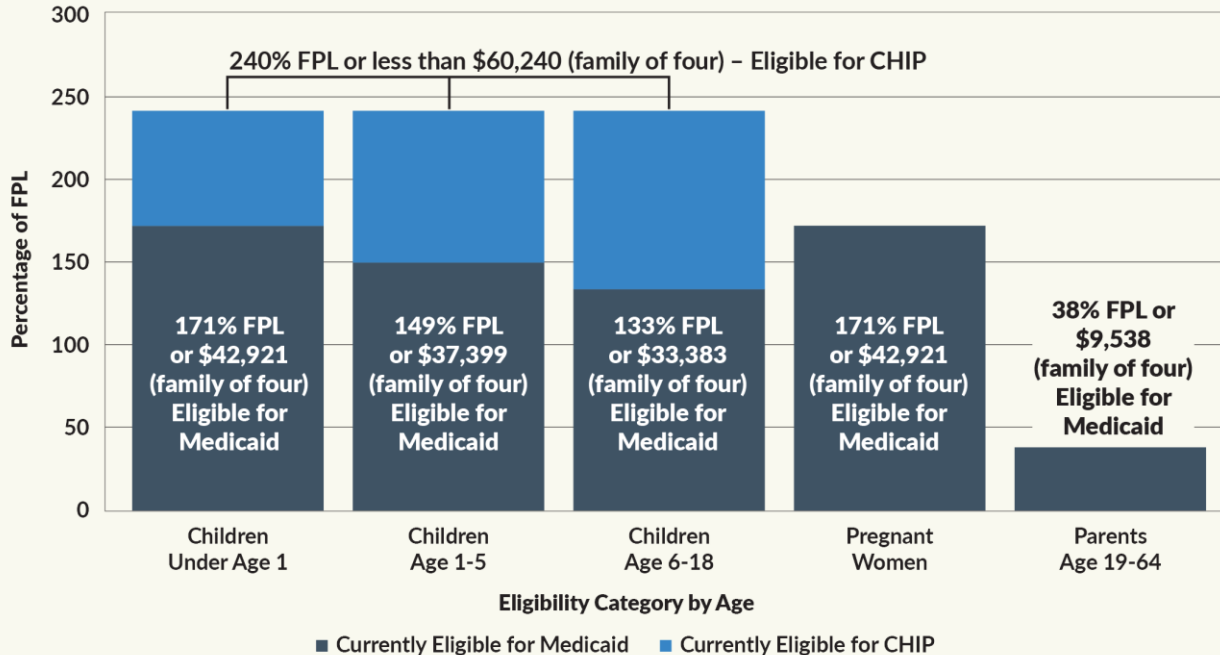 300
250
200
150
100
50
0
Percentage of FPL
240% FPL or less than $60,240 (family of four) – Eligible for CHIP
171% FPL
or $42,921
(family of four)
Eligible for
Medicaid
149% FPL
or $37,399
(family of four)
Eligible for
Medicaid
133% FPL
or $33,383
(family of four)
Eligible for
Medicaid
171% FPL
or $42,921
(family of four)
Eligible for
Medicaid
38% FPL or
$9,538
(family of four)
Eligible for
Medicaid
Children
Under Age 1
Children
Age 1-5
Children
Age 6-18
Pregnant
Women
Parents
Age 19-64
Eligibility Category by Age
Currently Eligible for Medicaid
Currently Eligible for CHIP